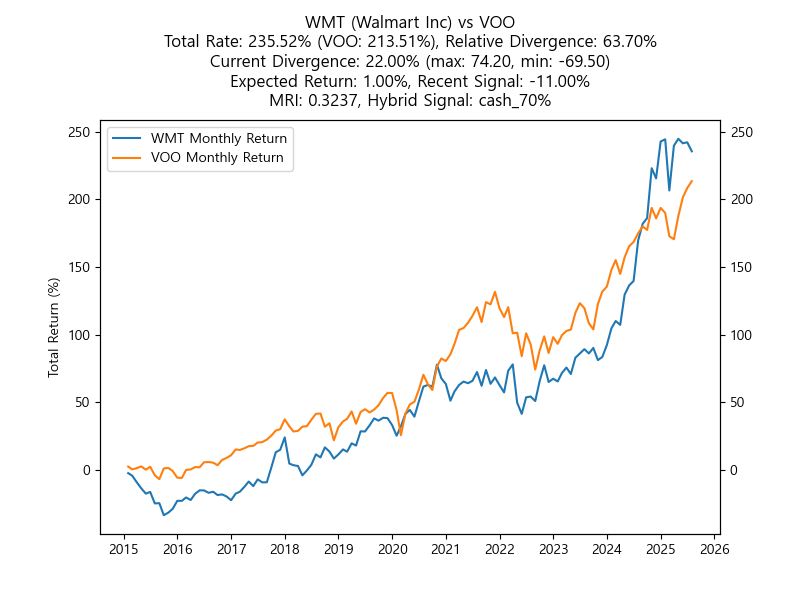 WMT (Walmart Inc) vs VOO
Total Rate: 235.52% (VOO: 213.51%), Relative Divergence: 63.70%
Current Divergence: 22.00% (max: 74.20, min: -69.50)
Expected Return: 1.00%, Recent Signal: -11.00%
MRI: 0.3237, Hybrid Signal: cash_70%
WMT Monthly Return
VOO Monthly Return
Total Return (%)
250
200
150
100
50
0
250
200
150
100
50
0
2015 2016 2017 2018 2019 2020 2021 2022 2023 2024 2025 2026